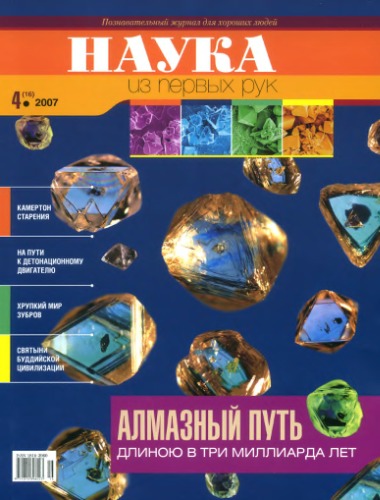 Познавательный журнал для хороших людей
НАУКА
из первых рук
4 (16)
• 2007
КАМЕРТОН
СТАРЕНИЯ
НА ПУТИ
К ДЕТОНАЦИОННОМУ
ДВИГАТЕЛЮ
ХРУПКИЙ МИР
ЗУБРОВ
СВЯТЫНИ
БУДДИЙСКОЙ
ЦИВИЛИЗАЦИИ
АЛМАЗНЫЙ ПУТЬ
ДЛИНОЮ В ТРИ МИЛЛИАРДА ЛЕТ